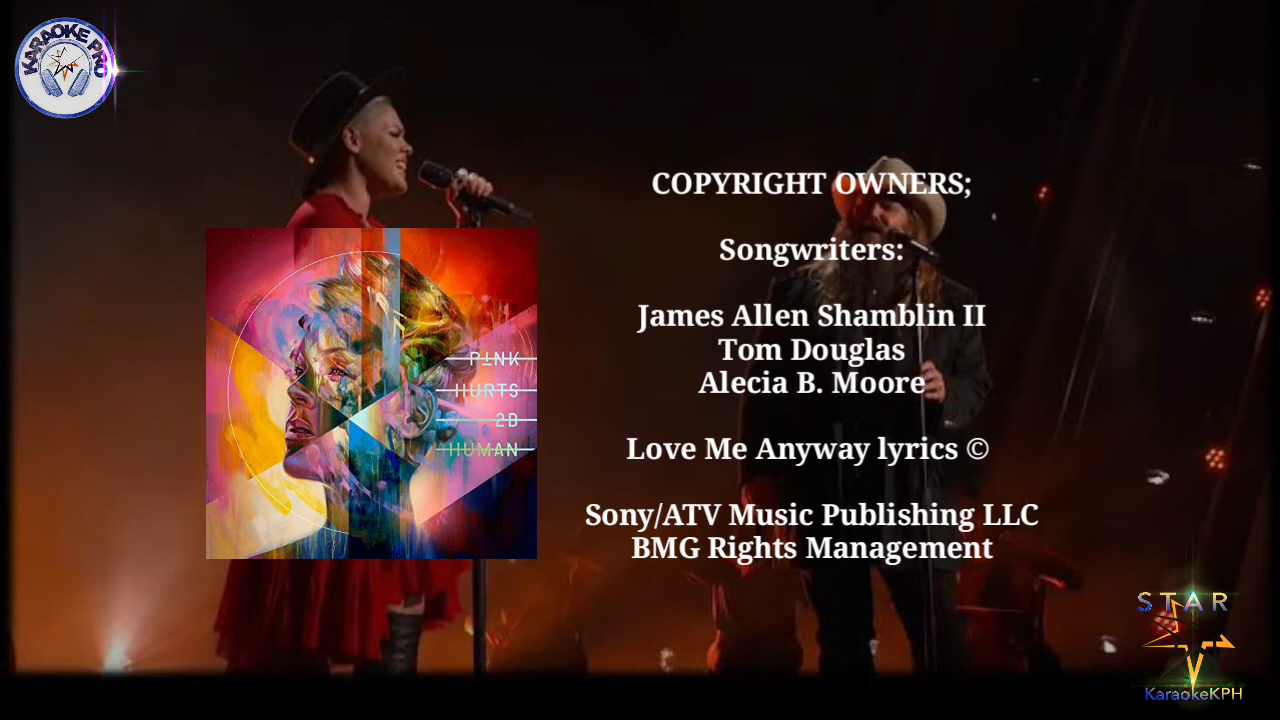 KARAOKE PRO
COPYRIGHT OWNERS;
Songwriters:
James Allen Shamblin II
Tom Douglas
Alecia B. Moore
Love Me Anyway lyrics ©
Sony/ATV Music Publishing LLC
BMG Rights Management
P!NK
HURTS
2B
HUMAN
STAR
KaraokeKPH